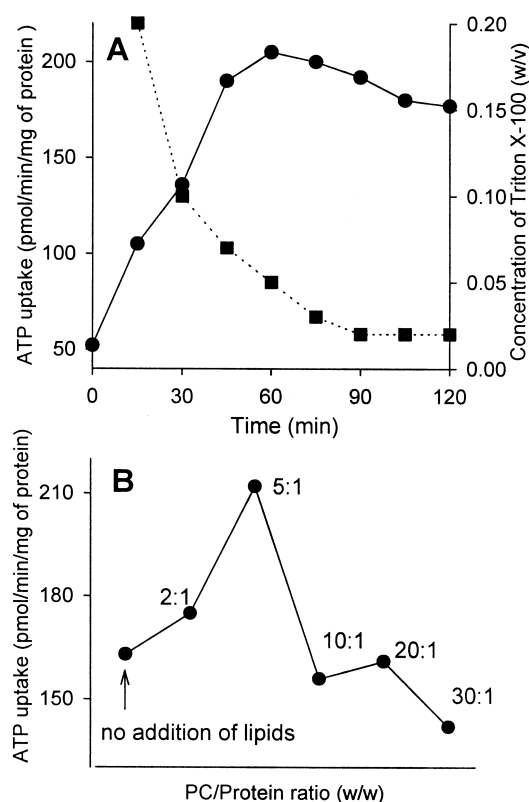 A
ATP uptake (pmol/min/mg of protein)
200
150
100
50
0.20
0.15
0.10
0.05
0.00
Concentration of Triton X-100 (w/v)
0 30 60 90 120
Time (min)
B
ATP uptake (pmol/min/mg of protein)
210
180
150
5:1
2:1
10:1
20:1
30:1
no addition of lipids
PC/Protein ratio (w/w)